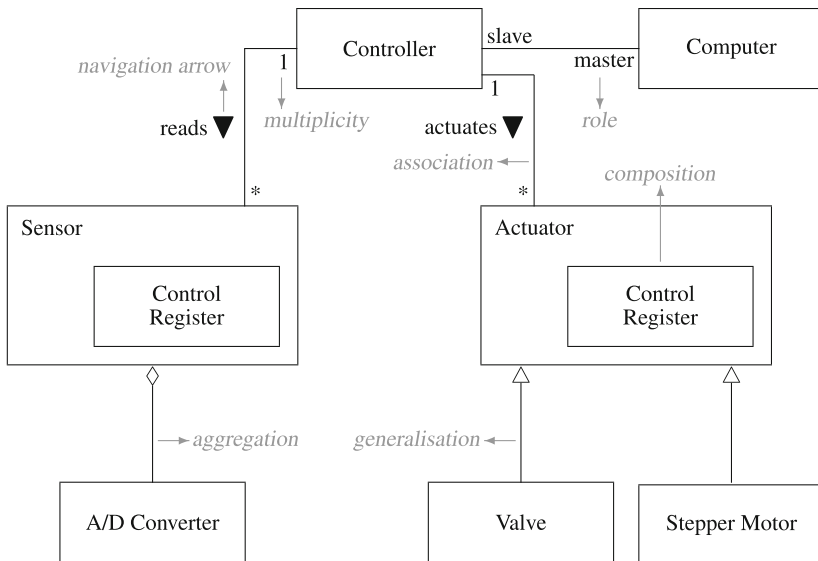 Controller
slave
master
Computer
navigation arrow
1
multiplicity
1
role
reads
actuates
association
*
*
composition
Sensor
Control
Register
Actuator
Control
Register
aggregation
generalisation
A/D Converter
Valve
Stepper Motor